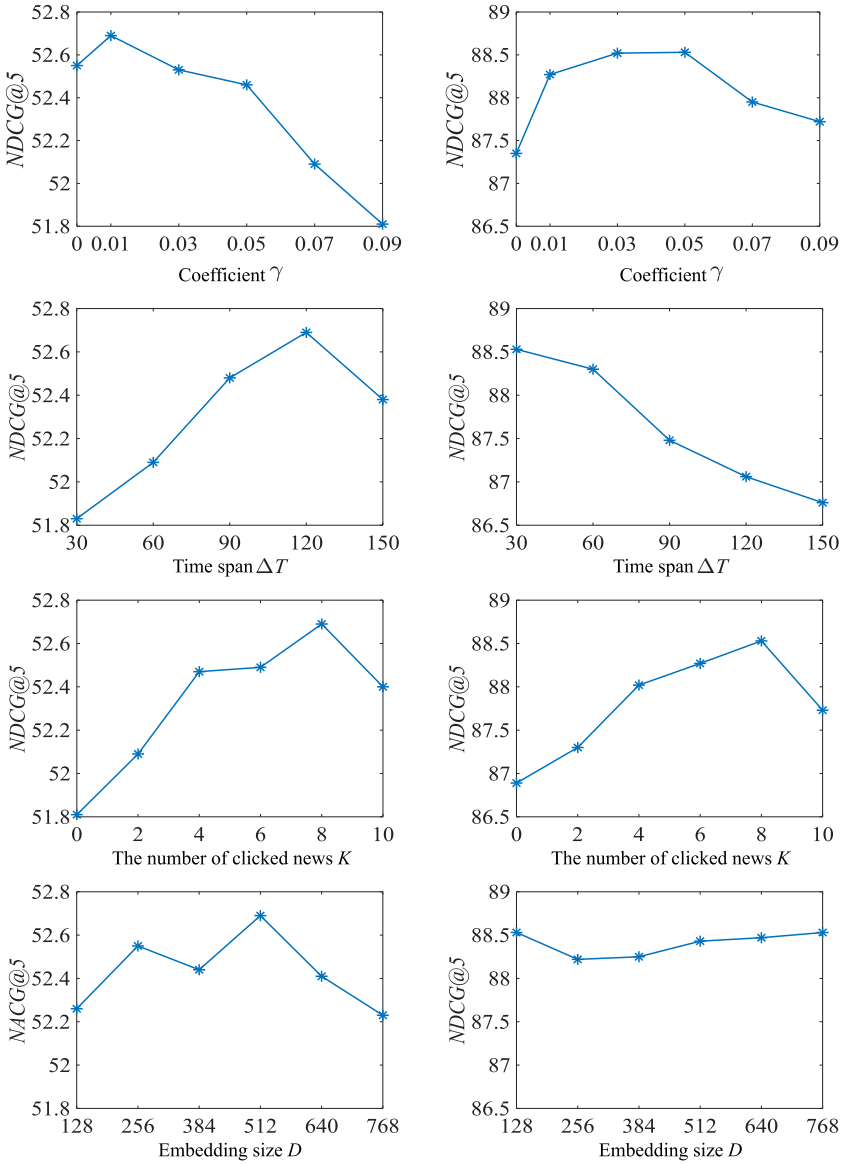 52.8
52.6
52.4
52.2
52
51.8
NDCG@5
0 0.01 0.03 0.05 0.07 0.09
Coefficient γ
89
88.5
88
87.5
87
86.5
NDCG@5
0 0.01 0.03 0.05 0.07 0.09
Coefficient γ
52.8
52.6
52.4
52.2
52
51.8
NDCG@5
30 60 90 120 150
Time span ΔT
89
88.5
88
87.5
87
86.5
NDCG@5
30 60 90 120 150
Time span ΔT
52.8
52.6
52.4
52.2
52
51.8
NDCG@5
0 2 4 6 8 10
The number of clicked news K
89
88.5
88
87.5
87
86.5
NDCG@5
0 2 4 6 8 10
The number of clicked news K
52.8
52.6
52.4
52.2
52
51.8
NACG@5
128 256 384 512 640 768
Embedding size D
89
88.5
88
87.5
87
86.5
NDCG@5
128 256 384 512 640 768
Embedding size D